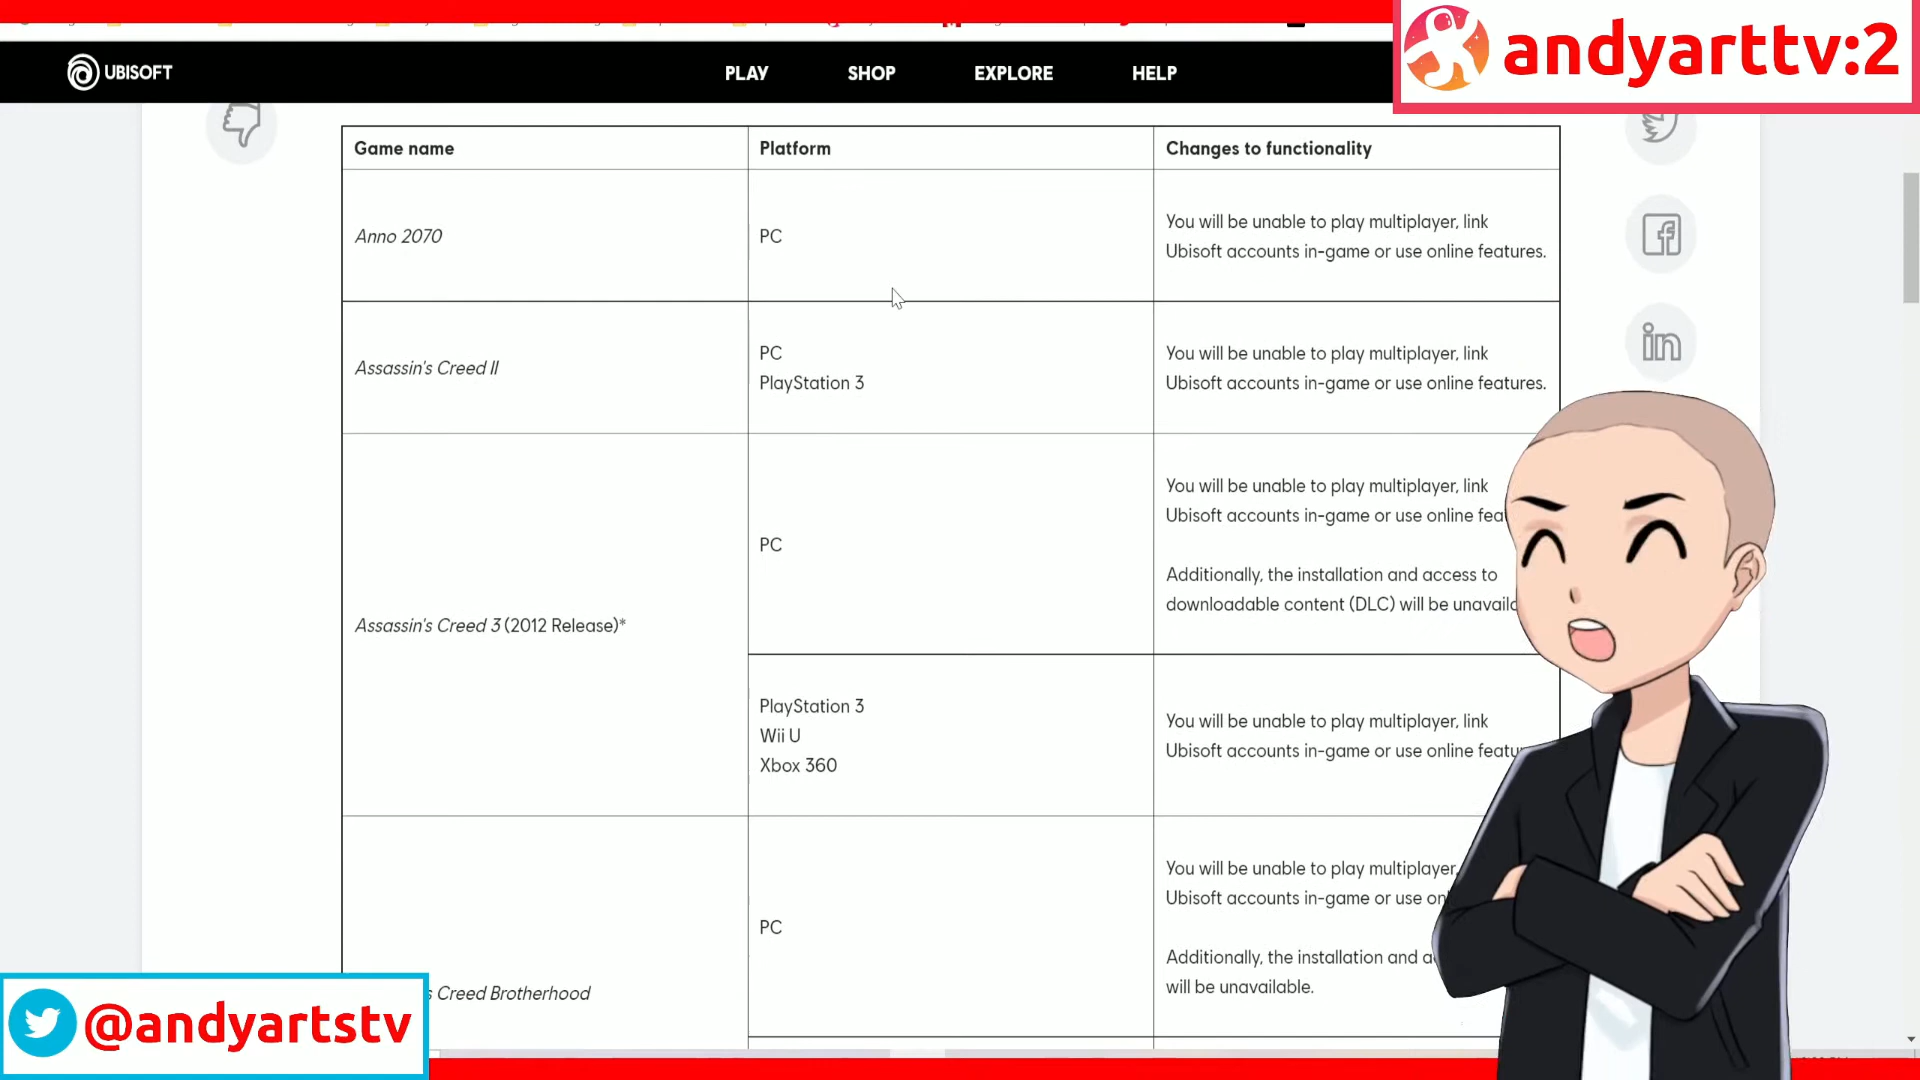 UBISOFT
PLAY
SHOP
EXPLORE
HELP
andyarttv:2
Game name
Platform
Changes to functionality
Anno 2070
PC
You will be unable to play multiplayer, link
Ubisoft accounts in-game or use online features.
Assassin's Creed II
PC
PlayStation 3
You will be unable to play multiplayer, link
Ubisoft accounts in-game or use online features.
Assassin's Creed 3 (2012 Release)*
PC
You will be unable to play multiplayer, link
Ubisoft accounts in-game or use online fea
Additionally, the installation and access to
downloadable content (DLC) will be unavail
PlayStation 3
Wii U
Xbox 360
You will be unable to play multiplayer, link
Ubisoft accounts in-game or use online featu
s Creed Brotherhood
PC
You will be unable to play multiplayer,
Ubisoft accounts in-game or use on
Additionally, the installation and a
will be unavailable.
@andyartstv